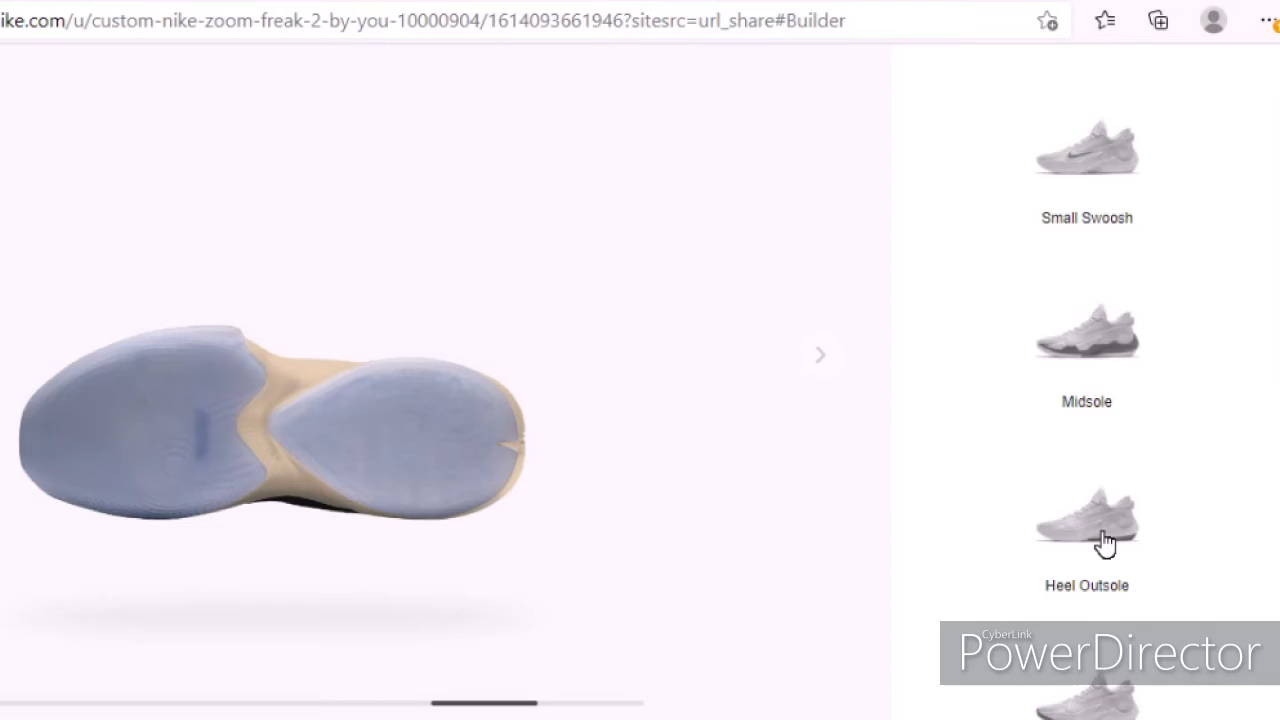 ike.com/u/custom-nike-zoom-freak-2-by-you-10000904/1614093661946?sitesrc=url_share#Builder
Small Swoosh
Midsole
Heel Outsole
CyberLink
PowerDirector